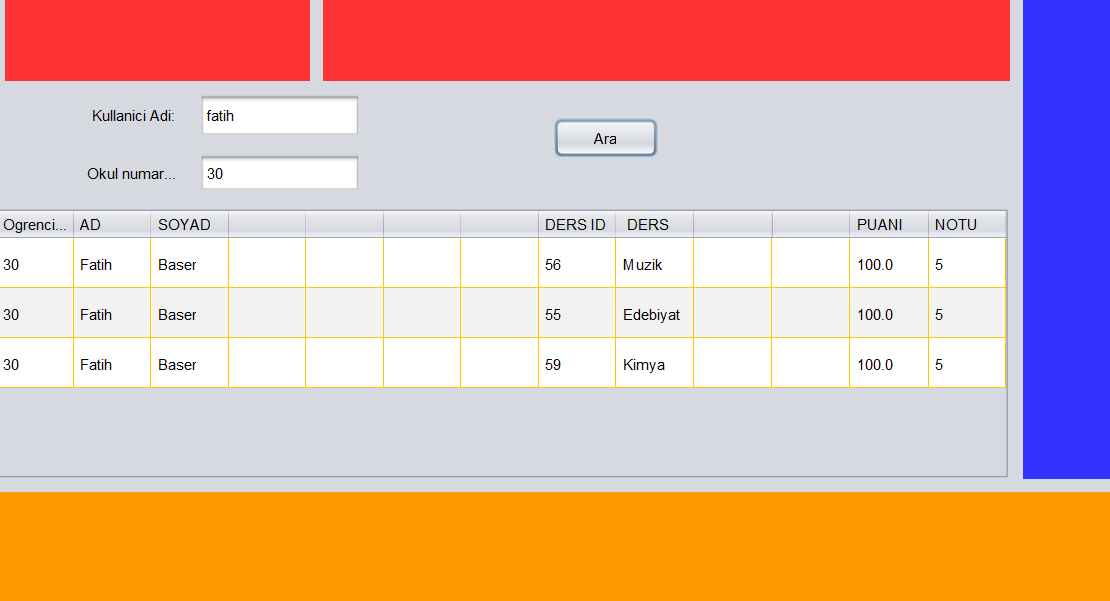 Kullanici Adi: fatih
Ara
Okul numar... 30
Ogrenci... AD SOYAD DERS ID DERS PUANI NOTU
30 Fatih Baser 56 Muzik 100.0 5
30 Fatih Baser 55 Edebiyat 100.0 5
30 Fatih Baser 59 Kimya 100.0 5